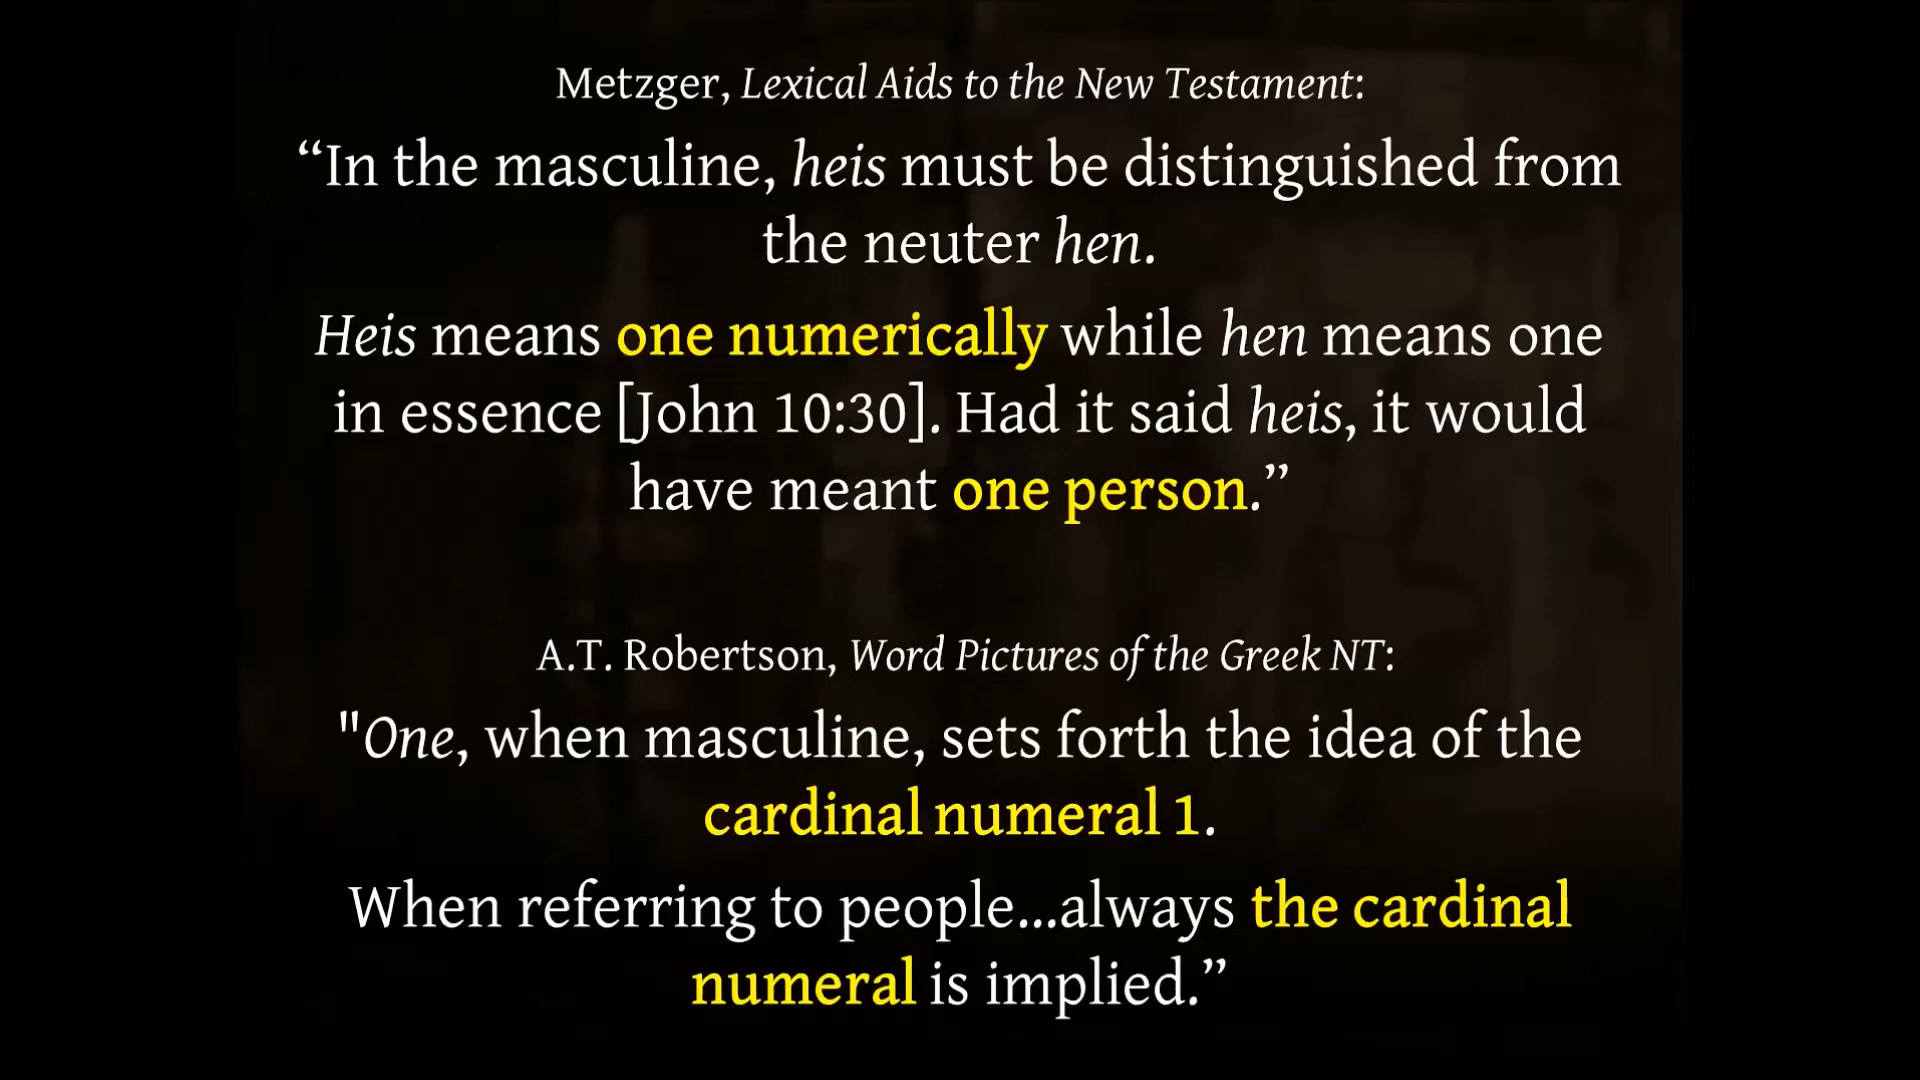 Metzger, Lexical Aids to the New Testament:
“In the masculine, heis must be distinguished from
the neuter hen.
Heis means one numerically while hen means one
in essence [John 10:30]. Had it said heis, it would
have meant one person.”
A.T. Robertson, Word Pictures of the Greek NT:
"One, when masculine, sets forth the idea of the
cardinal numeral 1.
When referring to people...always the cardinal
numeral is implied.”